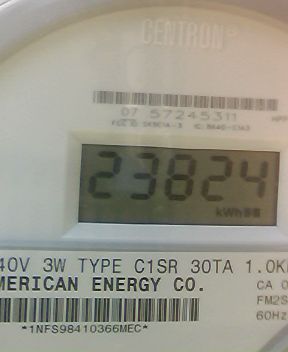 CENTRON®
07 57245311
23824
kWh
40V 3W TYPE C1SR 30TA 1.0K
MERICAN ENERGY CO.
CA 0
FM2S
60Hz
*1NFS98410366MEC*